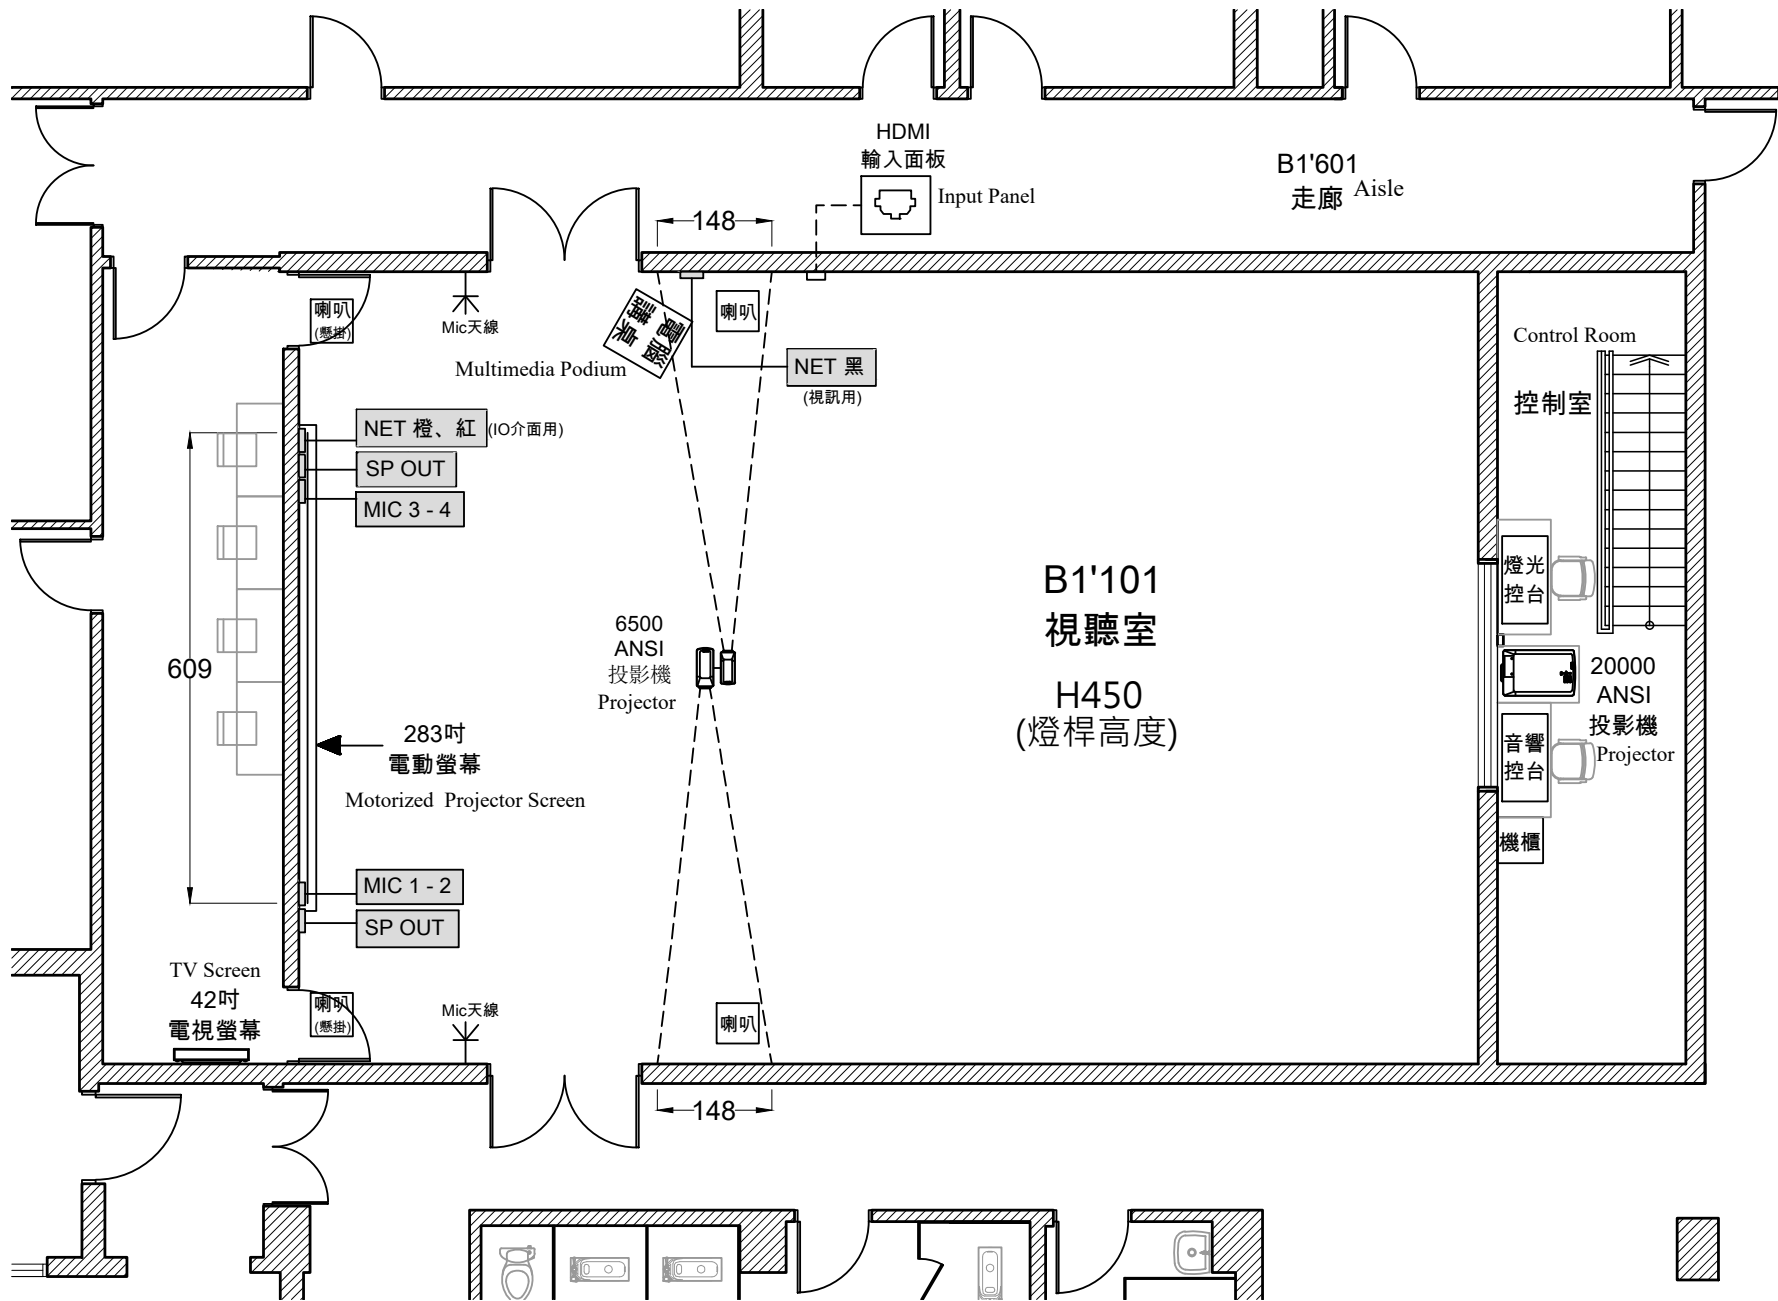 HDMI
輸入面板
Input Panel
B1'601
走廊 Aisle
148
喇叭
(懸掛)
Mic天線
電腦
講桌
喇叭
Multimedia Podium
NET 黑
(視訊用)
Control Room
控制室
NET 橙、紅 (IO介面用)
SP OUT
MIC 3 - 4
609
6500
ANSI
投影機
Projector
B1'101
視聽室
H450
(燈桿高度)
燈光
控台
20000
ANSI
投影機
Projector
音響
控台
機櫃
283吋
電動螢幕
Motorized Projector Screen
MIC 1 - 2
SP OUT
TV Screen
42吋
電視螢幕
喇叭
(懸掛)
Mic天線
喇叭
148